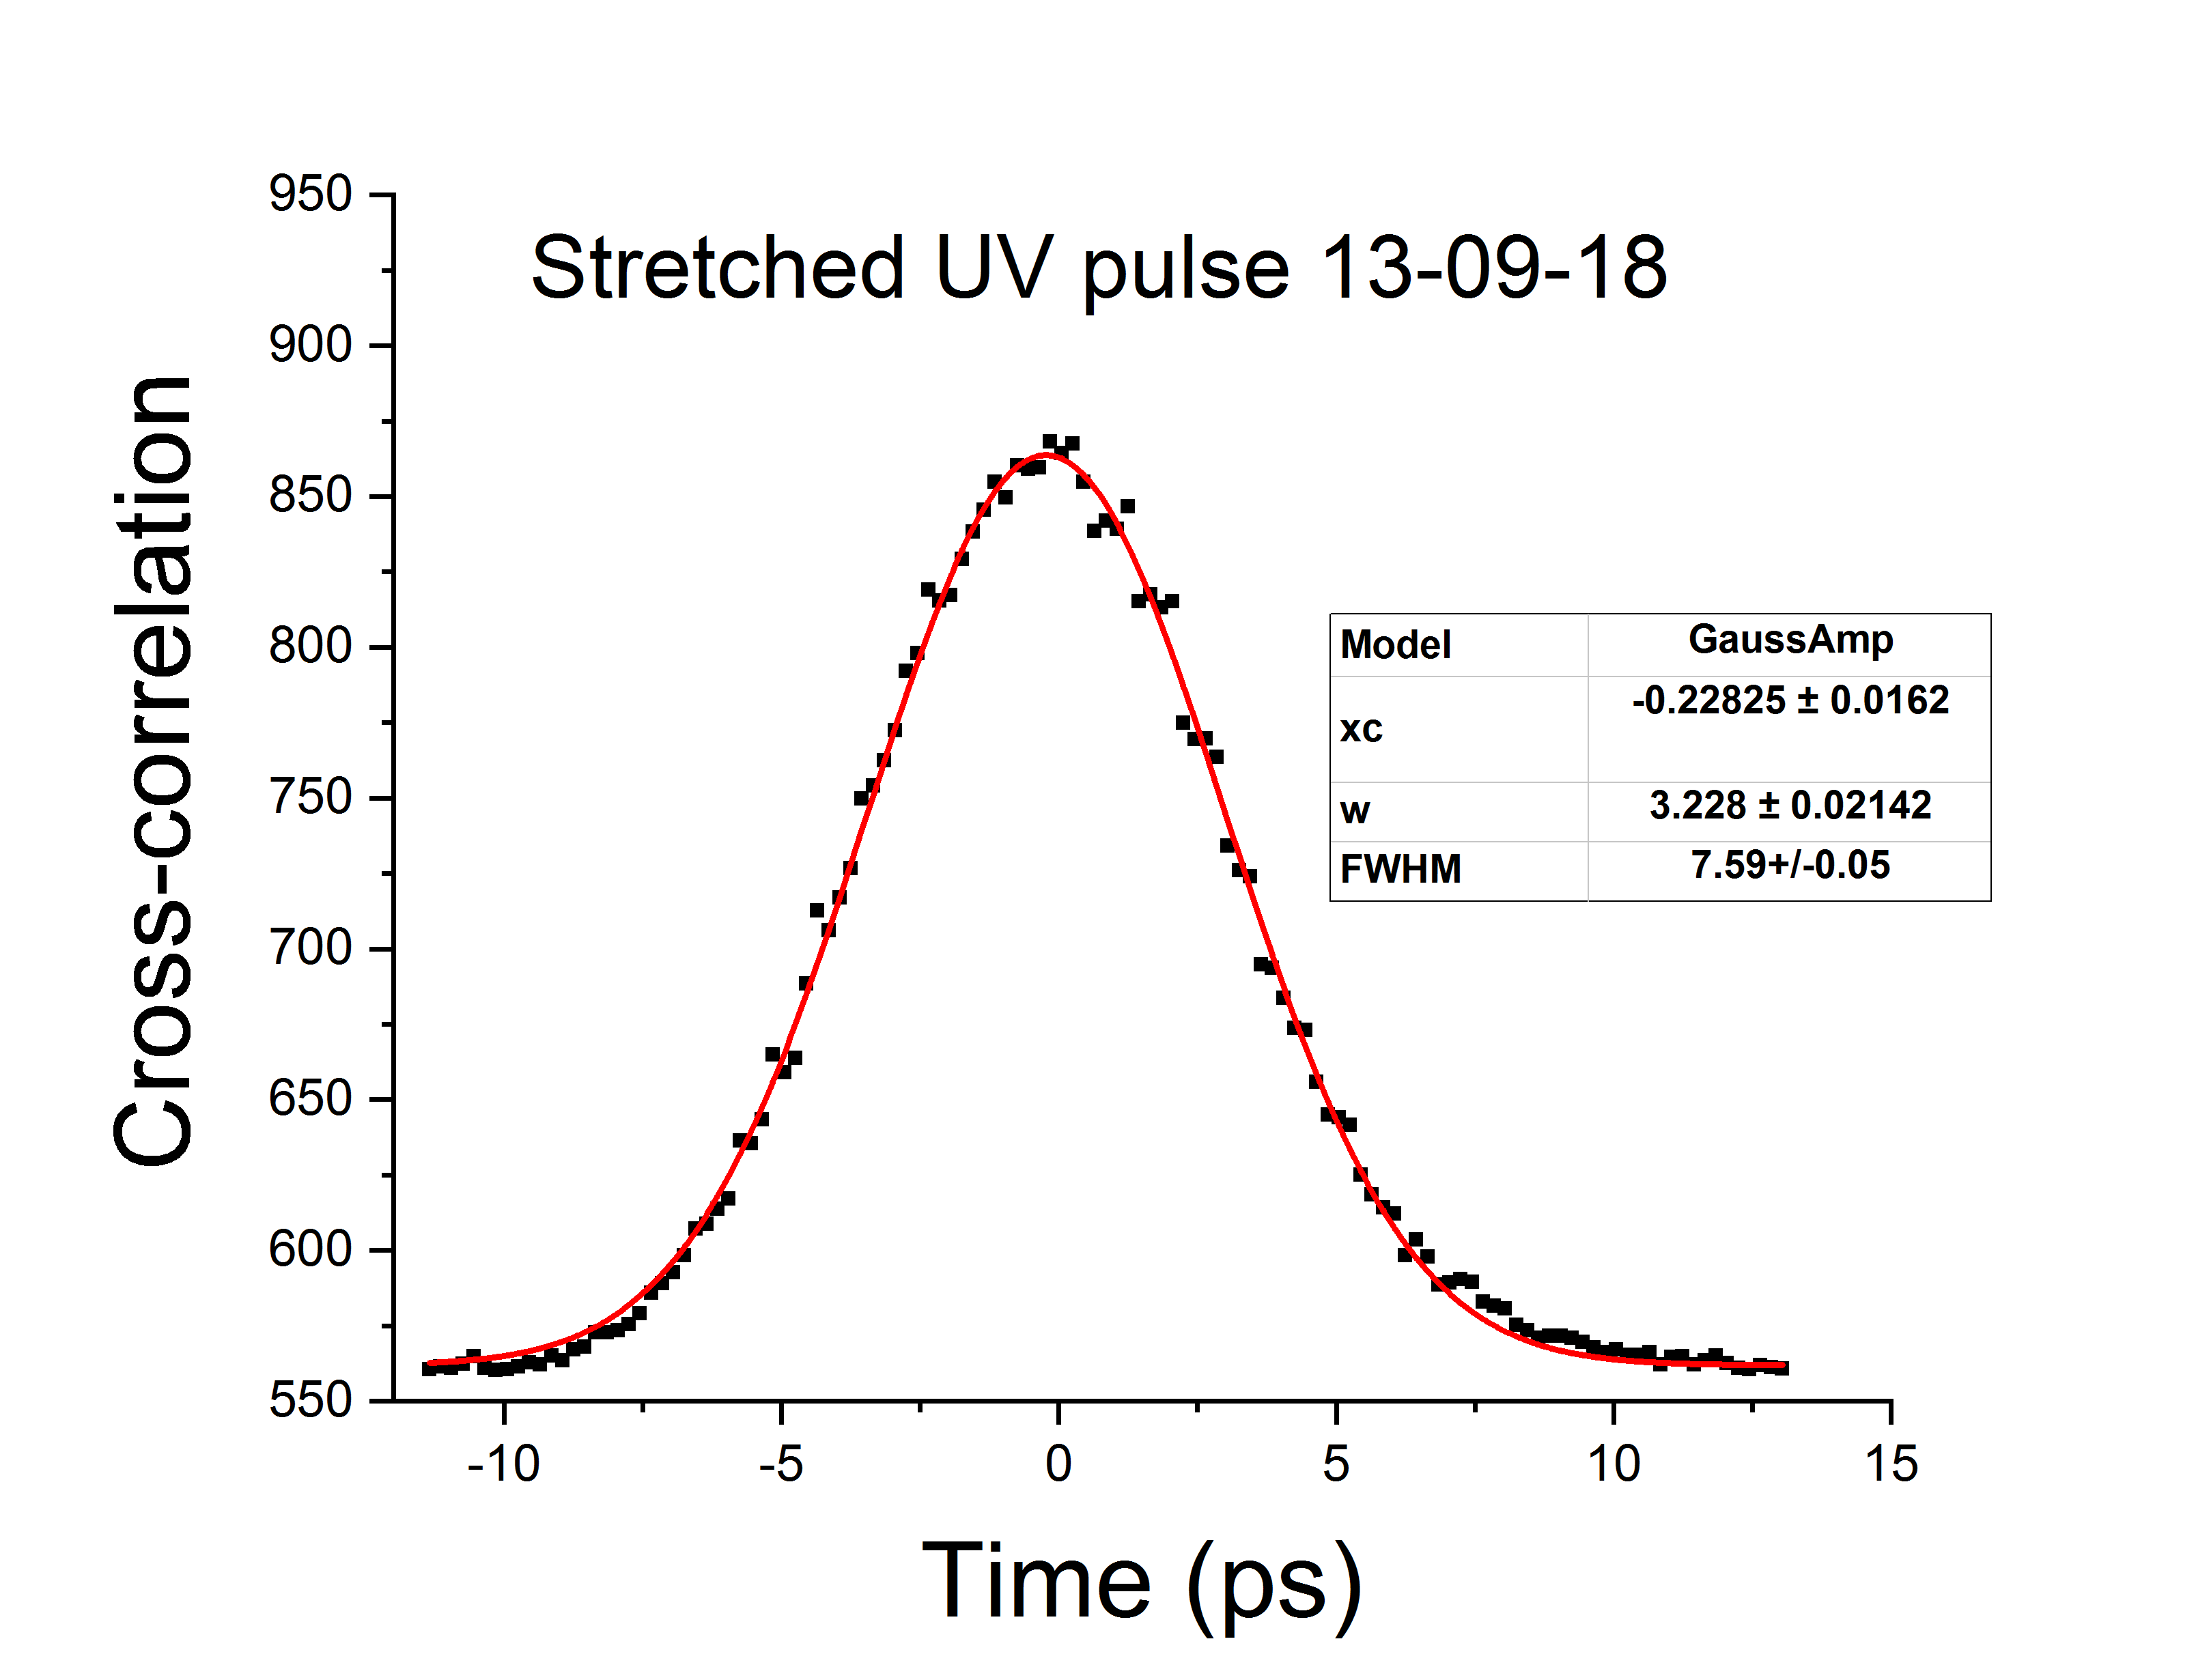 Stretched UV pulse 13-09-18
Cross-correlation
950
900
850
800
750
700
650
600
550
Model GaussAmp
xc -0.22825 ± 0.0162
w 3.228 ± 0.02142
FWHM 7.59+/-0.05
-10 -5 0 5 10 15
Time (ps)